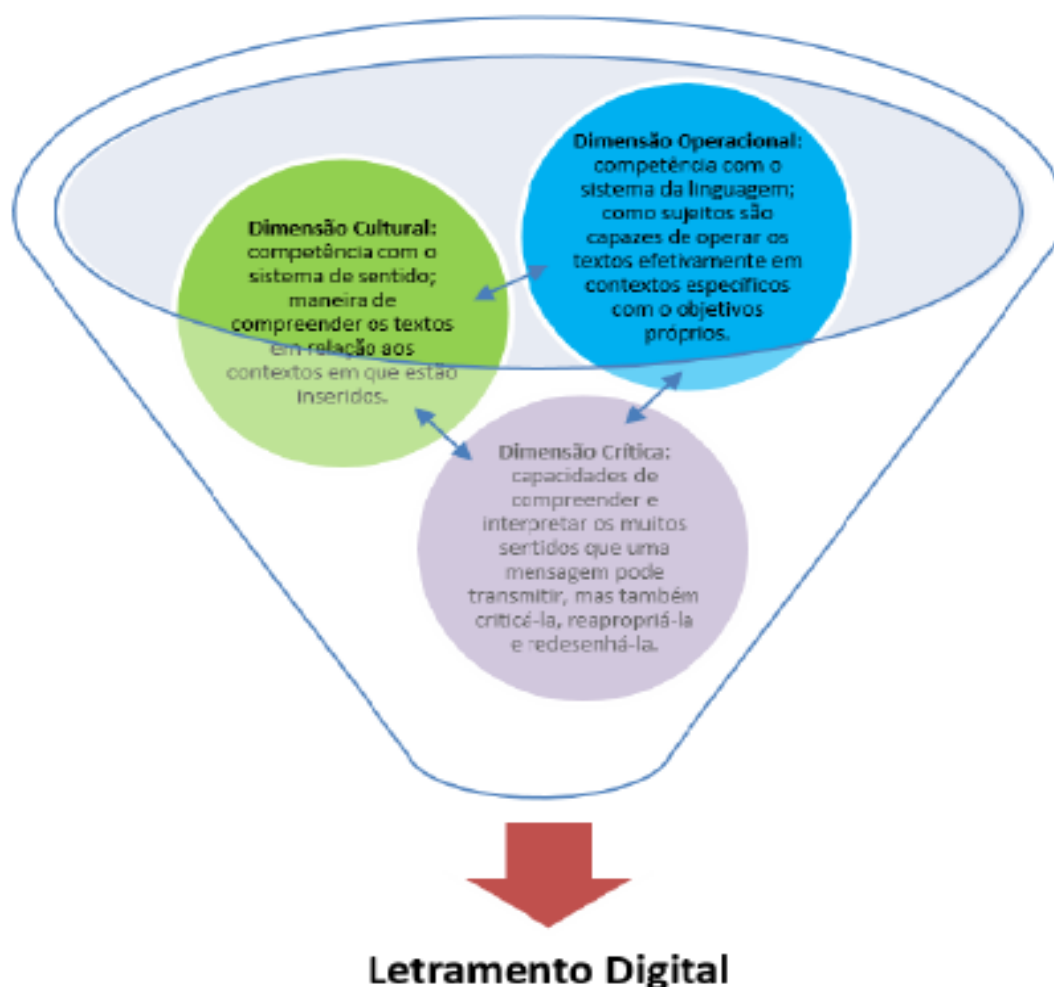 Dimensão Operacional:
competência com o
sistema da linguagem;
como sujeitos são
capazes de operar os
textos efetivamente em
contextos específicos
com o objetivos
próprios.
Dimensão Cultural:
competência com o
sistema de sentido;
maneira de
compreender os textos
em relação aos
contextos em que estão
inseridos.
Dimensão Crítica:
capacidades de
compreender e
interpretar os muitos
sentidos que uma
mensagem pode
transmitir, mas também
criticá-la, reapropriá-la
e redesenhá-la.
Letramento Digital